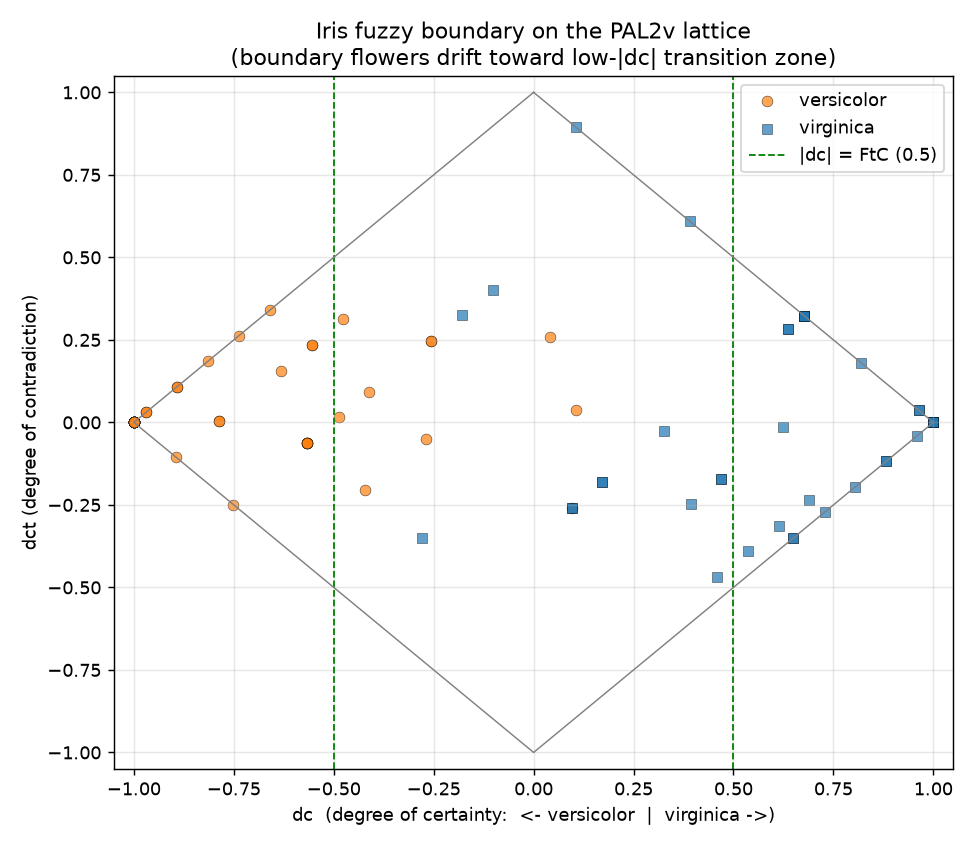 Iris fuzzy boundary on the PAL2v lattice
(boundary flowers drift toward low-|dc| transition zone)
versicolor
virginica
|dc| = FtC (0.5)
1.00
0.75
0.50
0.25
0.00
−0.25
−0.50
−0.75
−1.00
dct (degree of contradiction)
−1.00 −0.75 −0.50 −0.25 0.00 0.25 0.50 0.75 1.00
dc (degree of certainty: <- versicolor | virginica ->)